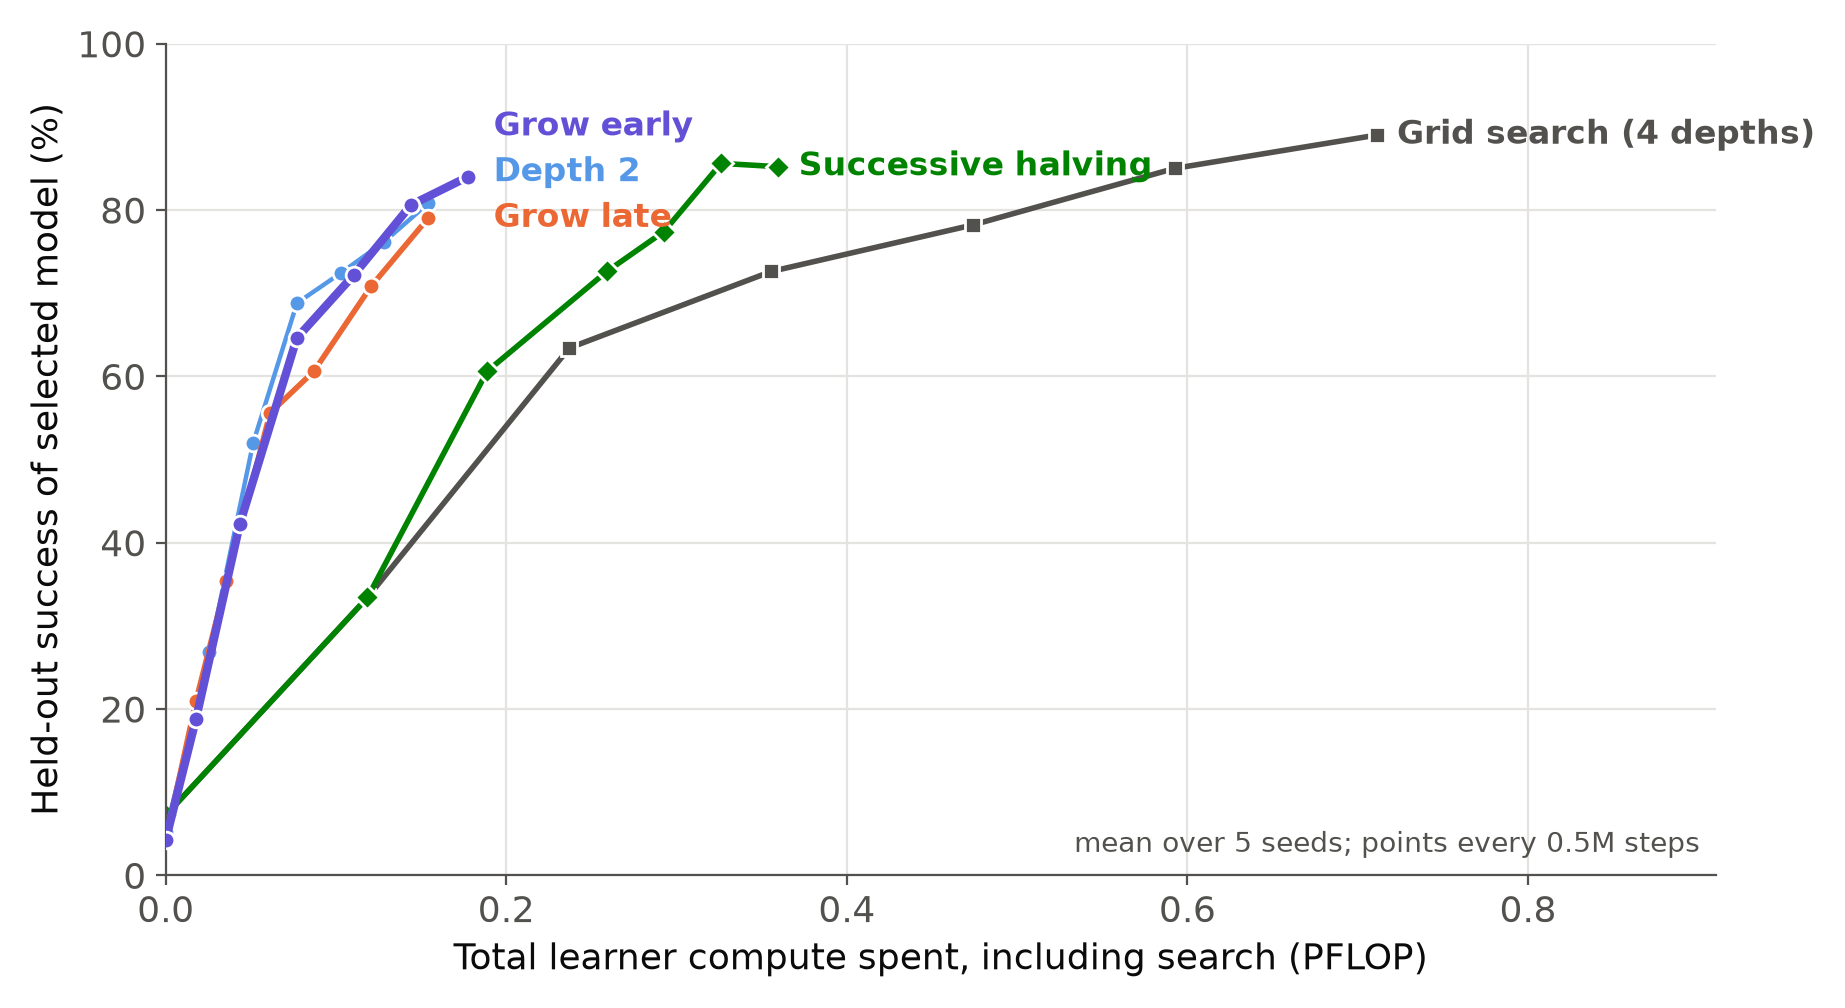 Held-out success of selected model (%)
100
80
60
40
20
0
Grow early
Depth 2
Grow late
Successive halving
Grid search (4 depths)
mean over 5 seeds; points every 0.5M steps
0.0 0.2 0.4 0.6 0.8
Total learner compute spent, including search (PFLOP)